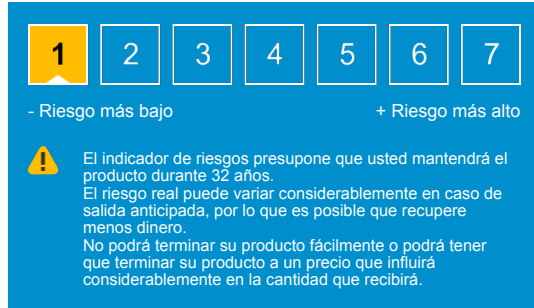 1 2 3 4 5 6 7
- Riesgo más bajo + Riesgo más alto
El indicador de riesgos presupone que usted mantendrá el
producto durante 32 años.
El riesgo real puede variar considerablemente en caso de
salida anticipada, por lo que es posible que recupere
menos dinero.
No podrá terminar su producto fácilmente o podrá tener
que terminar su producto a un precio que influirá
considerablemente en la cantidad que recibirá.